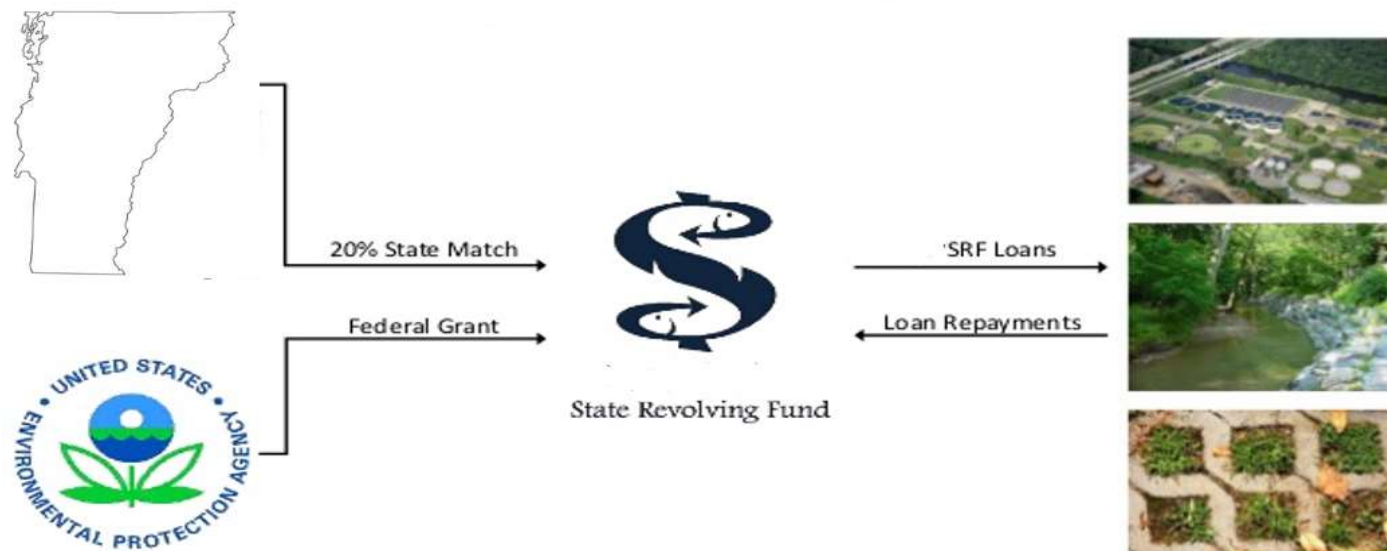 20% State Match
Federal Grant
UNITED STATES
ENVIRONMENTAL PROTECTION AGENCY
State Revolving Fund
SRF Loans
Loan Repayments